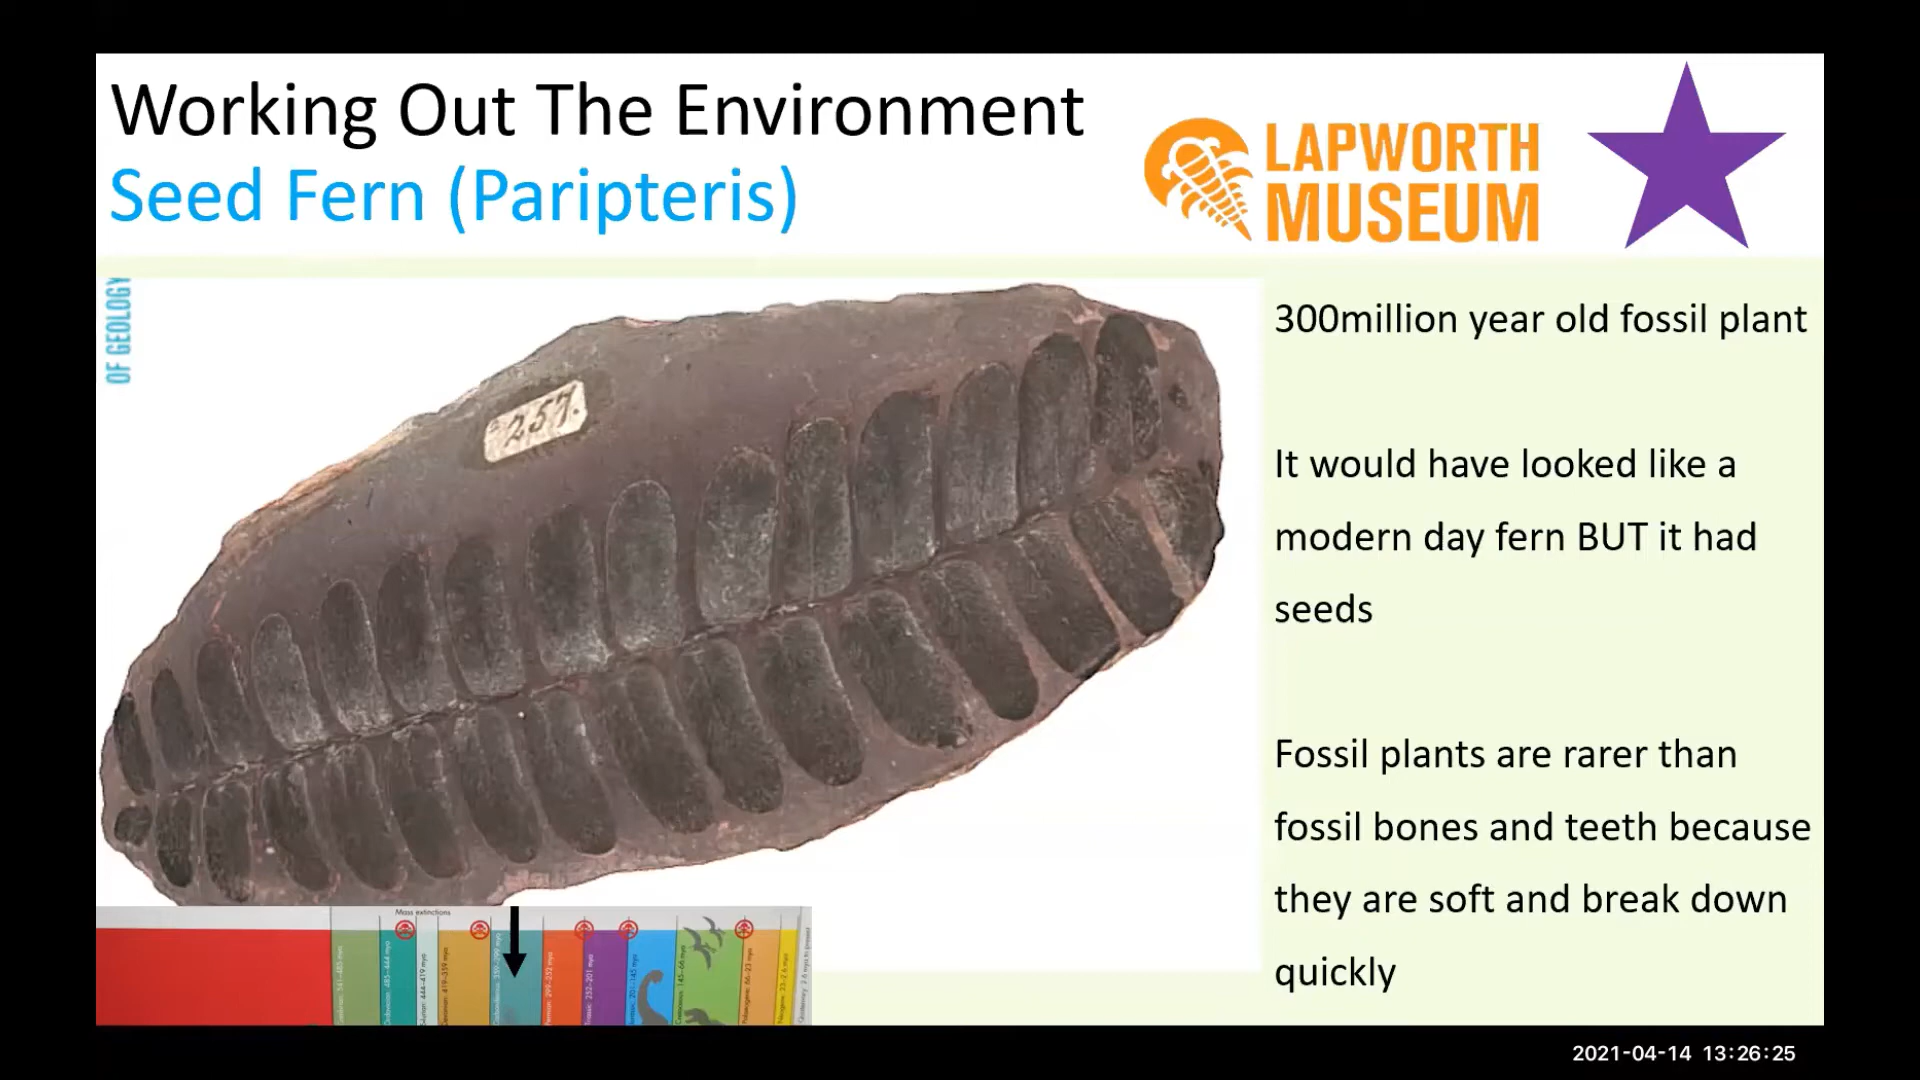 Working Out The Environment
Seed Fern (Paripteris)
LAPWORTH
MUSEUM
OF GEOLOGY
257.
300million year old fossil plant
It would have looked like a
modern day fern BUT it had
seeds
Fossil plants are rarer than
fossil bones and teeth because
they are soft and break down
quickly
Mass extinctions
2021-04-14 13:26:25